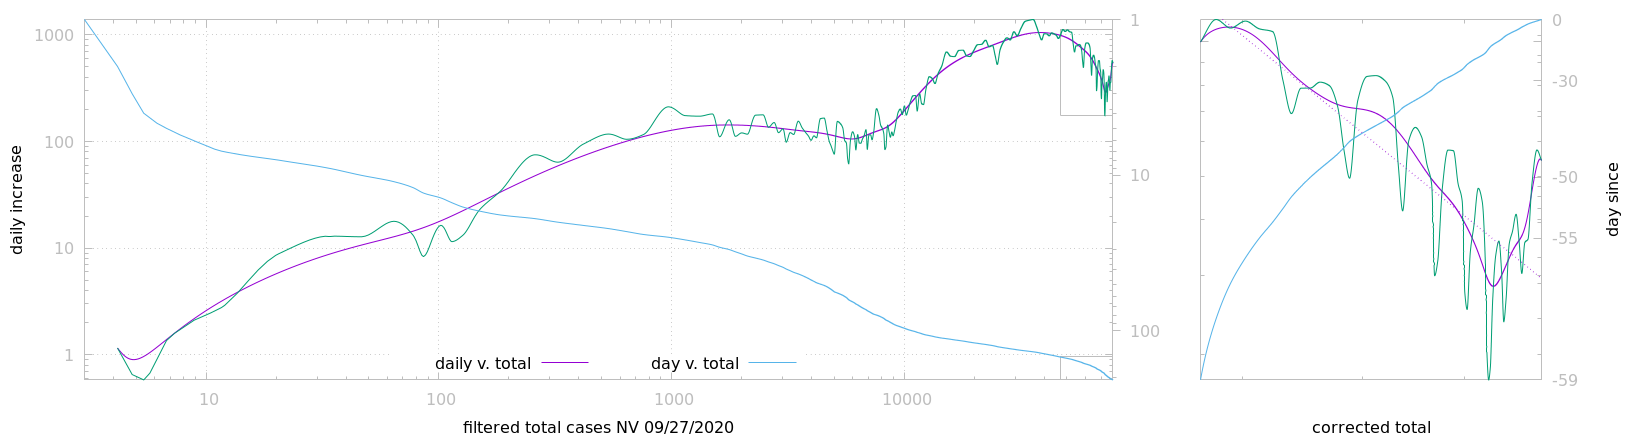 1000
100
10
1
daily increase
10
100
1000
10000
filtered total cases NV 09/27/2020
daily v. total
day v. total
1
10
100
0
-30
-50
-55
-59
day since
corrected total